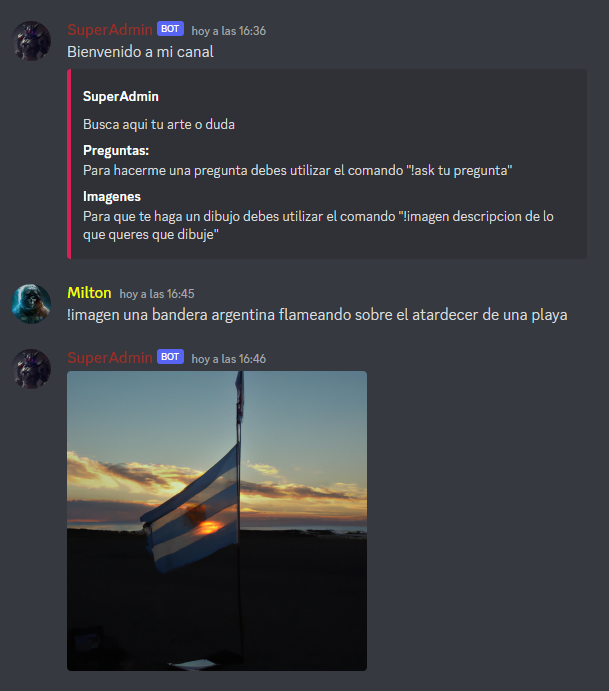 SuperAdmin BOT hoy a las 16:36
Bienvenido a mi canal
SuperAdmin
Busca aqui tu arte o duda
Preguntas:
Para hacerme una pregunta debes utilizar el comando "!ask tu pregunta"
Imagenes
Para que te haga un dibujo debes utilizar el comando "!imagen descripcion de lo
que queres que dibuje"
Milton hoy a las 16:45
!imagen una bandera argentina flameando sobre el atardecer de una playa
SuperAdmin BOT hoy a las 16:46